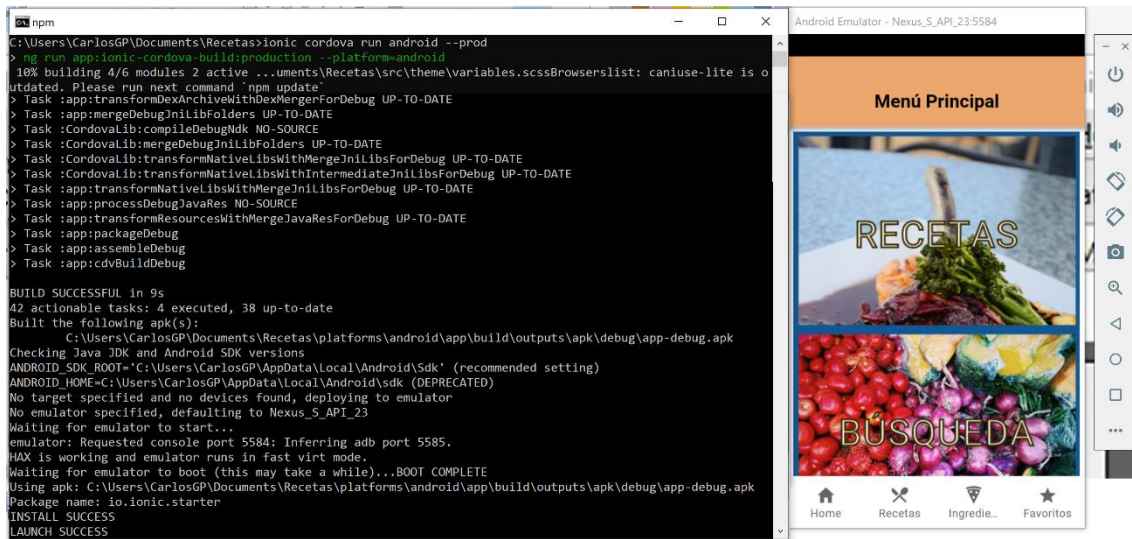 npm
C:\Users\CarlosGP\Documents\Recetas>ionic cordova run android --prod
> ng run app:ionic-cordova-build:production --platform=android
10% building 4/6 modules 2 active ...uments\Recetas\src\theme\variables.scssBrowserslist: caniuse-lite is o
utdated. Please run next command `npm update`
> Task :app:transformDexArchiveWithDexMergerForDebug UP-TO-DATE
> Task :app:mergeDebugJniLibFolders UP-TO-DATE
> Task :CordovaLib:compileDebugNdk NO-SOURCE
> Task :CordovaLib:mergeDebugJniLibFolders UP-TO-DATE
> Task :CordovaLib:transformNativeLibsWithMergeJniLibsForDebug UP-TO-DATE
> Task :CordovaLib:transformNativeLibsWithIntermediateJniLibsForDebug UP-TO-DATE
> Task :app:transformNativeLibsWithMergeJniLibsForDebug UP-TO-DATE
> Task :app:processDebugJavaRes NO-SOURCE
> Task :app:transformResourcesWithMergeJavaResForDebug UP-TO-DATE
> Task :app:packageDebug
> Task :app:assembleDebug
> Task :app:cdvBuildDebug
BUILD SUCCESSFUL in 9s
42 actionable tasks: 4 executed, 38 up-to-date
Built the following apk(s):
C:\Users\CarlosGP\Documents\Recetas\platforms\android\app\build\outputs\apk\debug\app-debug.apk
Checking Java JDK and Android SDK versions
ANDROID_SDK_ROOT='C:\Users\CarlosGP\AppData\Local\Android\Sdk' (recommended setting)
ANDROID_HOME=C:\Users\CarlosGP\AppData\Local\Android\sdk (DEPRECATED)
No target specified and no devices found, deploying to emulator
No emulator specified, defaulting to Nexus_S_API_23
Waiting for emulator to start...
emulator: Requested console port 5584: Inferring adb port 5585.
HAX is working and emulator runs in fast virt mode.
Waiting for emulator to boot (this may take a while)...BOOT COMPLETE
Using apk: C:\Users\CarlosGP\Documents\Recetas\platforms\android\app\build\outputs\apk\debug\app-debug.apk
Package name: io.ionic.starter
INSTALL SUCCESS
LAUNCH SUCCESS
Android Emulator - Nexus_S_API_23:5584
Menú Principal
RECETAS
BÚSQUEDA
Home Recetas Ingredie... Favoritos